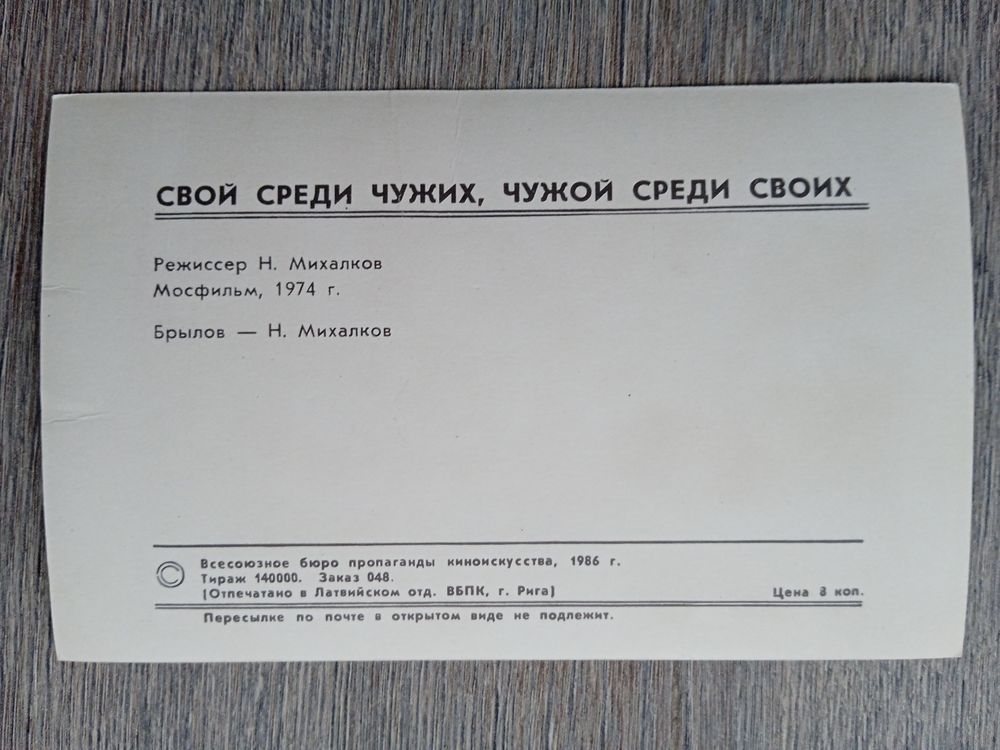 СВОЙ СРЕДИ ЧУЖИХ, ЧУЖОЙ СРЕДИ СВОИХ
Режиссер Н. Михалков
Мосфильм, 1974 г.
Брылов — Н. Михалков
© Всесоюзное бюро пропаганды киноискусства, 1986 г.
Тираж 140000. Заказ 048.
(Отпечатано в Латвийском отд. ВБПК, г. Рига) Цена 8 коп.
Пересылке по почте в открытом виде не подлежит.